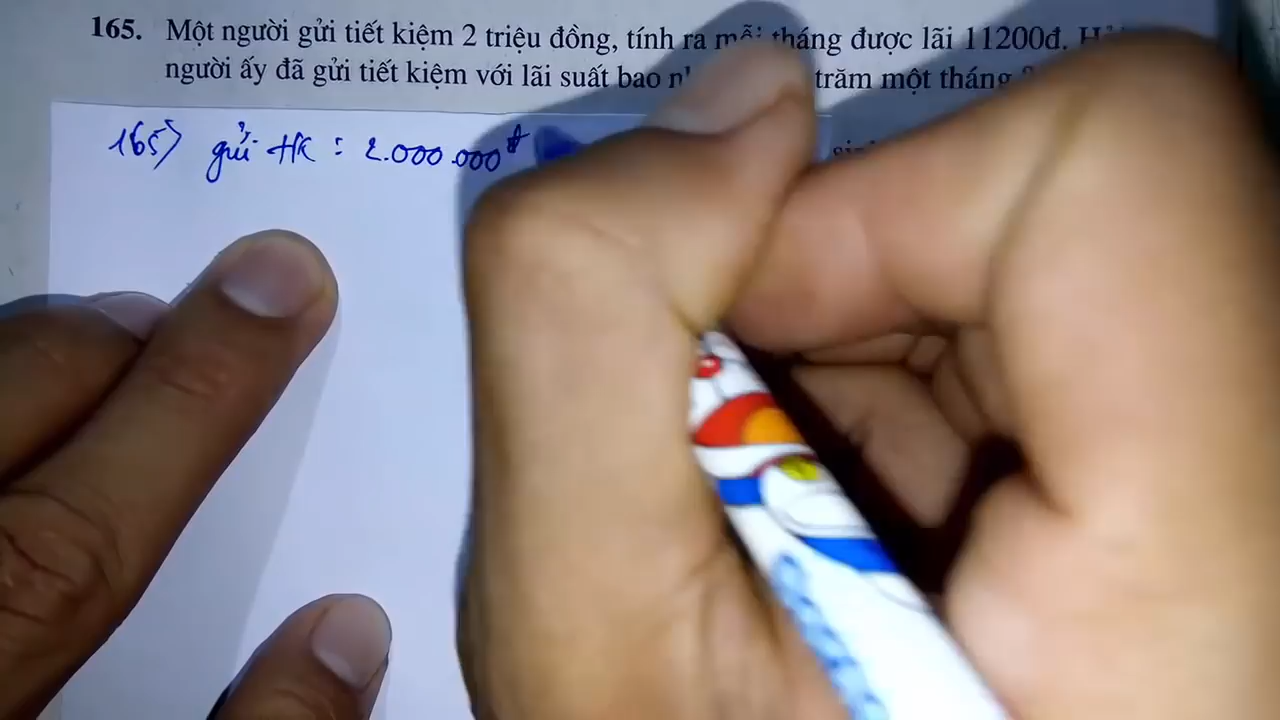 165. Một người gửi tiết kiệm 2 triệu đồng, tính ra mỗi tháng được lãi 11200đ.
người ấy đã gửi tiết kiệm với lãi suất bao trăm một tháng ?
165) gửi tk : 2.000.000đ